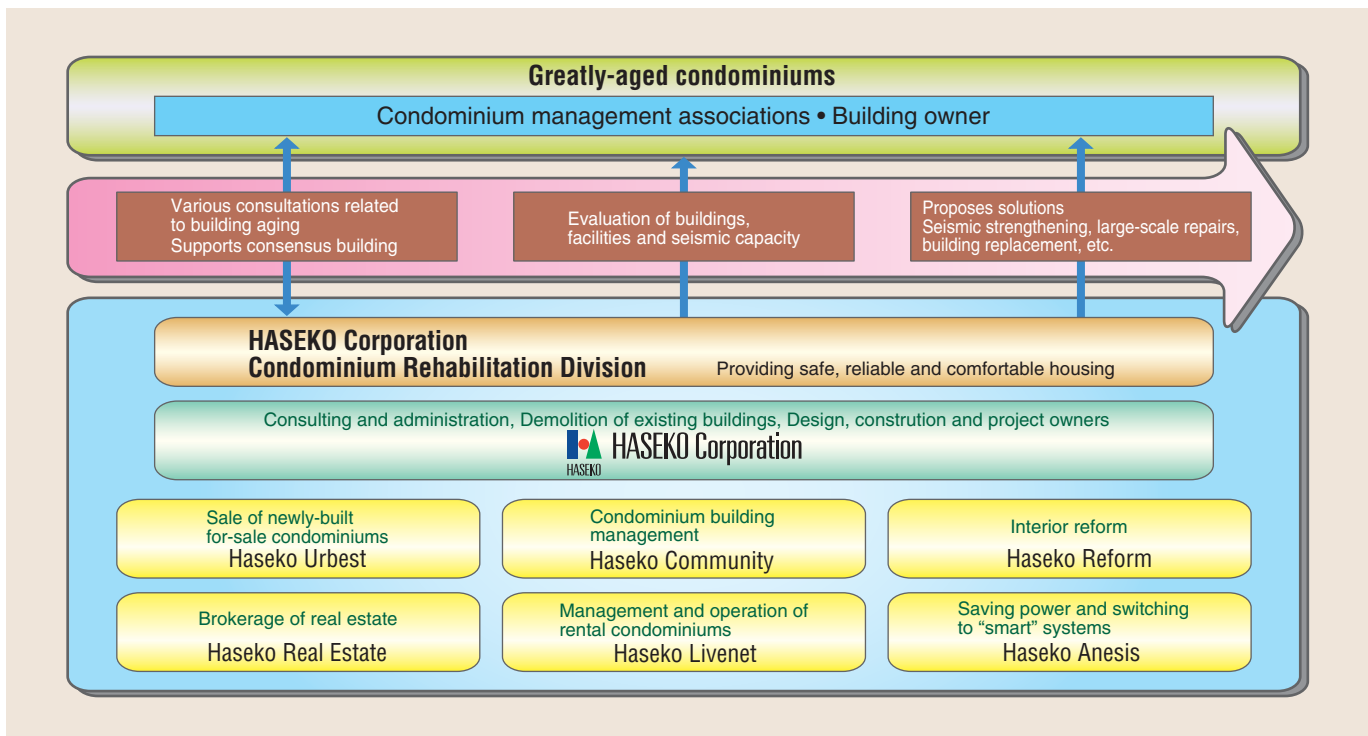 Greatly-aged condominiums
Condominium management associations • Building owner
Various consultations related
to building aging
Supports consensus building
Evaluation of buildings,
facilities and seismic capacity
Proposes solutions
Seismic strengthening, large-scale repairs,
building replacement, etc.
HASEKO Corporation
Condominium Rehabilitation Division Providing safe, reliable and comfortable housing
Consulting and administration, Demolition of existing buildings, Design, constrution and project owners
HASEKO HASEKO Corporation
Sale of newly-built
for-sale condominiums
Haseko Urbest
Condominium building
management
Haseko Community
Interior reform
Haseko Reform
Brokerage of real estate
Haseko Real Estate
Management and operation of
rental condominiums
Haseko Livenet
Saving power and switching
to “smart” systems
Haseko Anesis